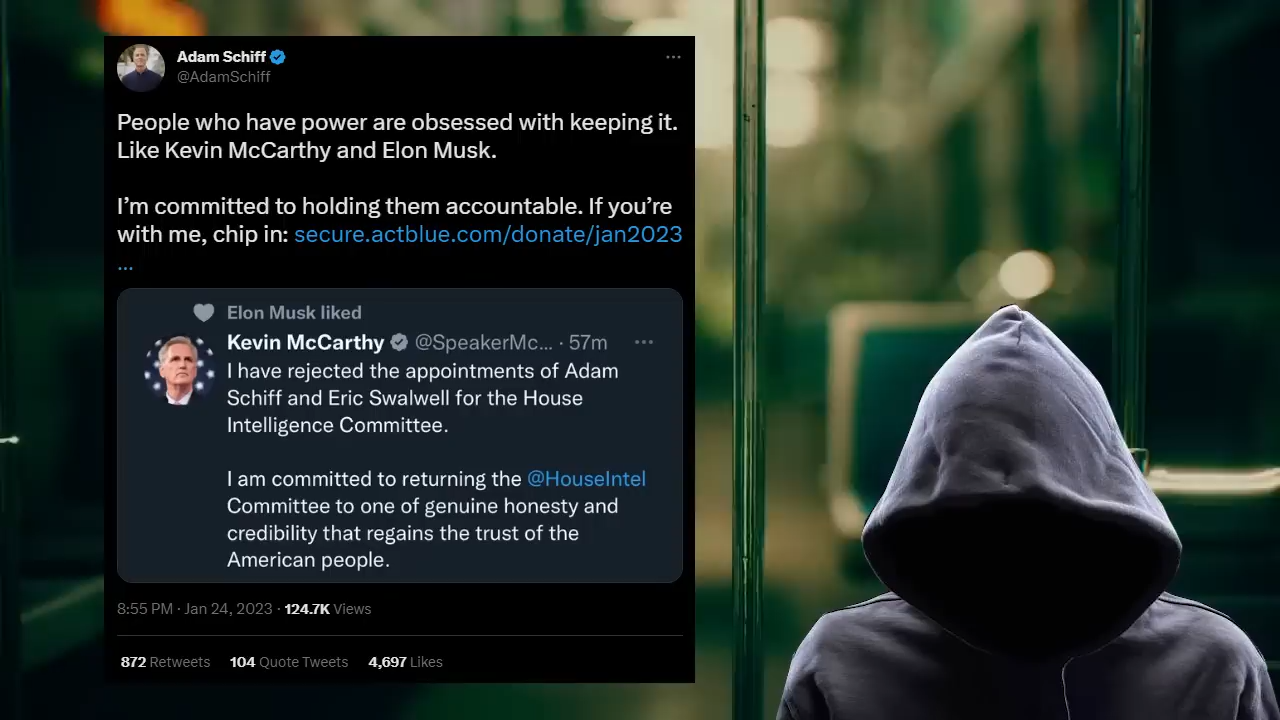 Adam Schiff
@AdamSchiff
People who have power are obsessed with keeping it.
Like Kevin McCarthy and Elon Musk.
I'm committed to holding them accountable. If you're
with me, chip in: secure.actblue.com/donate/jan2023
...
Elon Musk liked
Kevin McCarthy @SpeakerMc... · 57m
I have rejected the appointments of Adam
Schiff and Eric Swalwell for the House
Intelligence Committee.
I am committed to returning the @HouseIntel
Committee to one of genuine honesty and
credibility that regains the trust of the
American people.
8:55 PM · Jan 24, 2023 · 124.7K Views
872 Retweets 104 Quote Tweets 4,697 Likes